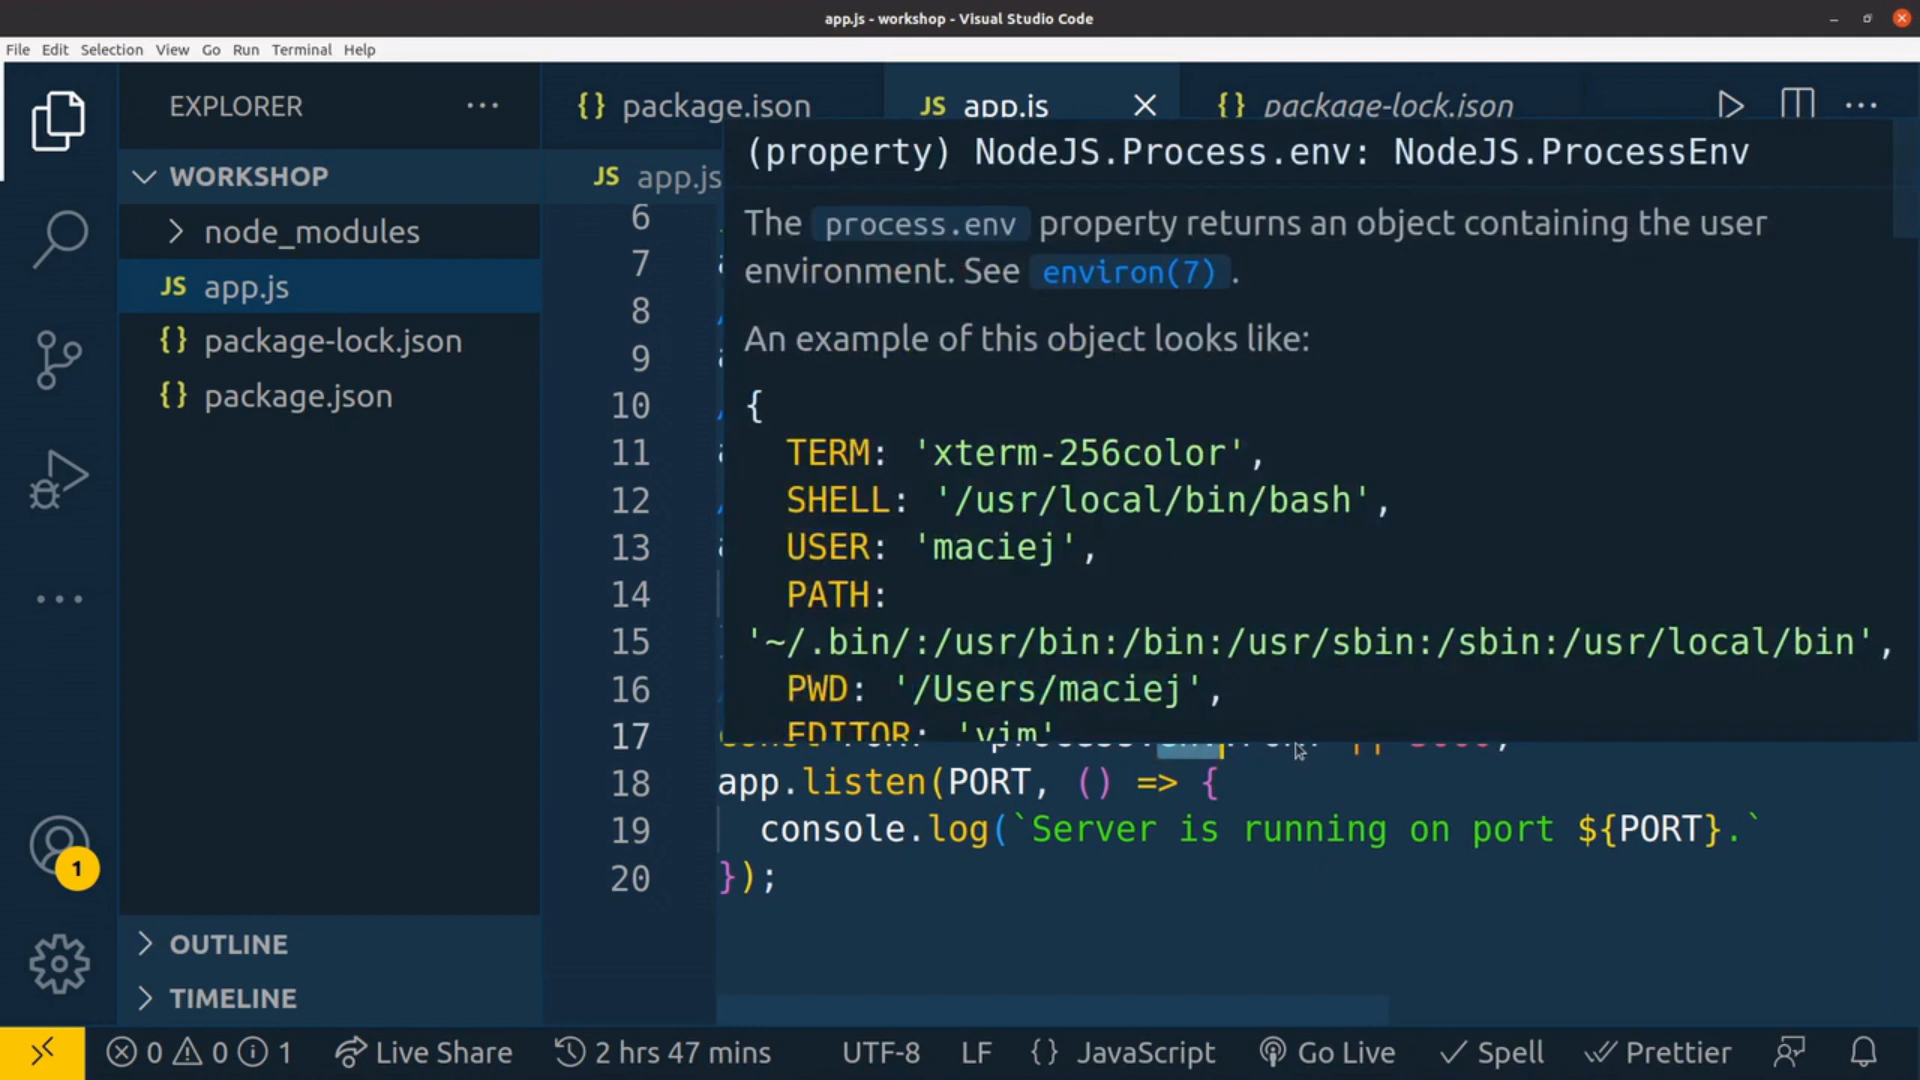 app.js - workshop - Visual Studio Code
File Edit Selection View Go Run Terminal Help
EXPLORER
{} package.json
JS app.js
{} package-lock.json
WORKSHOP
node_modules
JS app.js
{} package-lock.json
{} package.json
OUTLINE
TIMELINE
JS app.js
(property) NodeJS.Process.env: NodeJS.ProcessEnv
The process.env property returns an object containing the user
environment. See environ(7).
An example of this object looks like:
{
TERM: 'xterm-256color',
SHELL: '/usr/local/bin/bash',
USER: 'maciej',
PATH:
'~/.bin/:/usr/bin:/bin:/usr/sbin:/sbin:/usr/local/bin',
PWD: '/Users/maciej',
EDITOR: 'vim'
6
7
8
9
10
11
12
13
14
15
16
17
18 app.listen(PORT, () => {
19 console.log(`Server is running on port ${PORT}.`
20 });
1
0 0 1 Live Share 2 hrs 47 mins UTF-8 LF {} JavaScript Go Live Spell Prettier